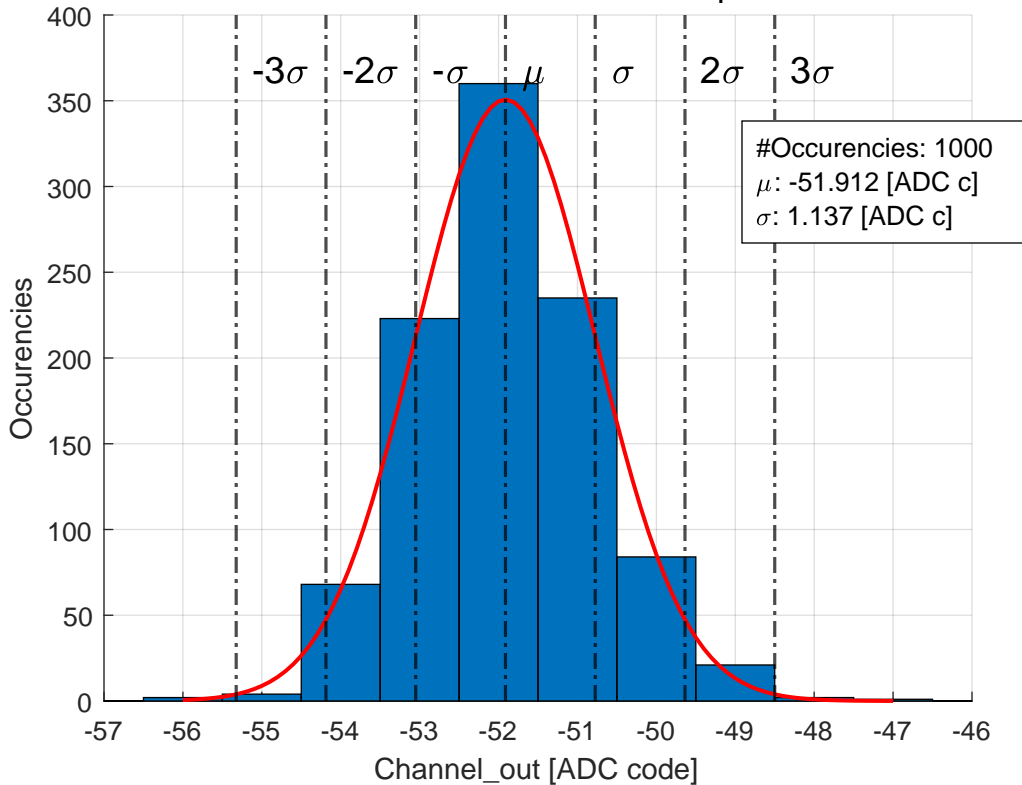 400
350
300
250
200
150
100
50
0
Occurencies
-3σ -2σ -σ μ σ 2σ 3σ
#Occurencies: 1000
μ: -51.912 [ADC c]
σ: 1.137 [ADC c]
-57 -56 -55 -54 -53 -52 -51 -50 -49 -48 -47 -46
Channel_out [ADC code]